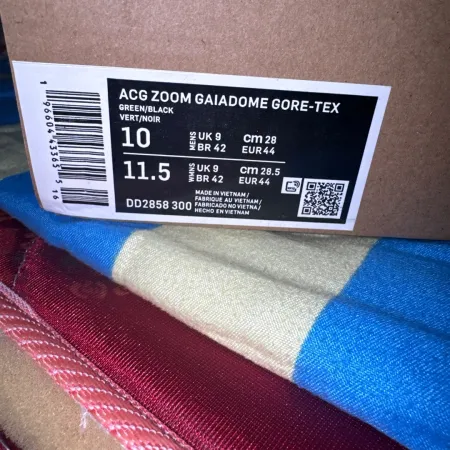 ACG ZOOM GAIADOME GORE-TEX
GREEN/BLACK
VERT/NOIR
10 MENS UK 9 cm 28
BR 42 EUR 44
11.5 WMNS UK 9 cm 28.5
BR 42 EUR 44
MADE IN VIETNAM /
FABRIQUE AU VIETNAM /
FABRICADO NO VIETNA /
HECHO EN VIETNAM
DD2858 300